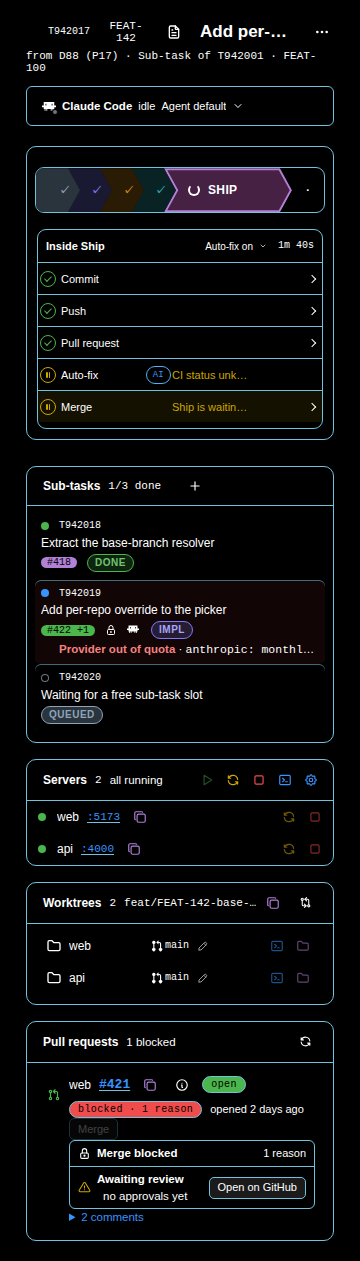 T942017 FEAT-142 Add per-…
from D88 (P17) · Sub-task of T942001 · FEAT-100
Claude Code idle Agent default
SHIP
Inside Ship Auto-fix on 1m 40s
Commit
Push
Pull request
Auto-fix AI CI status unk…
Merge Ship is waitin…
Sub-tasks 1/3 done
T942018
Extract the base-branch resolver
#418 DONE
T942019
Add per-repo override to the picker
#422 +1 IMPL
Provider out of quota · anthropic: monthl…
T942020
Waiting for a free sub-task slot
QUEUED
Servers 2 all running
web :5173
api :4000
Worktrees 2 feat/FEAT-142-base-…
web main
api main
Pull requests 1 blocked
web #421 open
blocked · 1 reason opened 2 days ago
Merge
Merge blocked 1 reason
Awaiting review
no approvals yet
Open on GitHub
2 comments